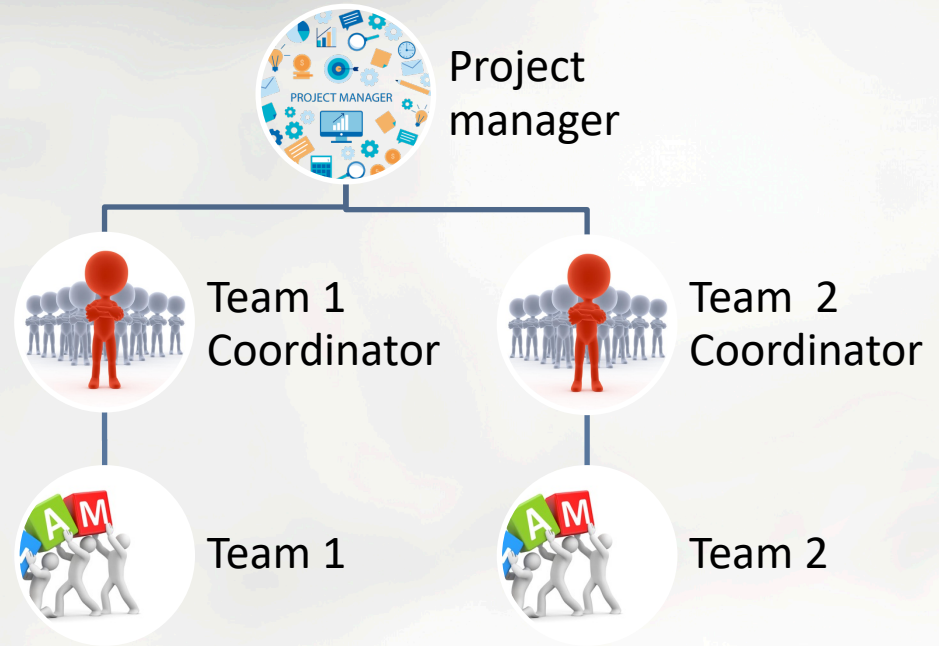 PROJECT MANAGER
Project
manager
Team 1
Coordinator
Team  2
Coordinator
A M
Team 1
A M
Team 2